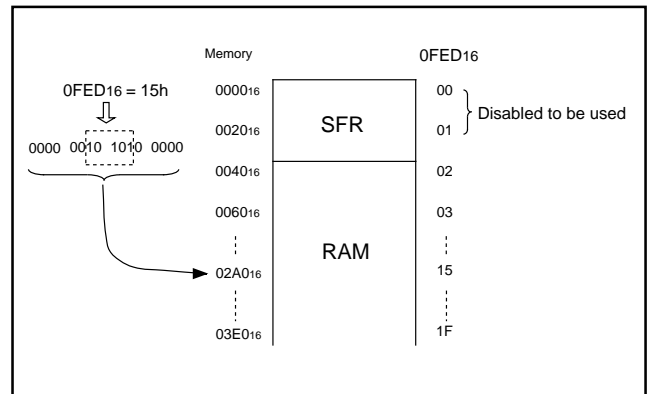 Memory
0FED16
0FED16 = 15h
000016
00
Disabled to be used
002016
SFR
01
0000 0010 1010 0000
004016
02
006016
03
RAM
02A016
15
03E016
1F